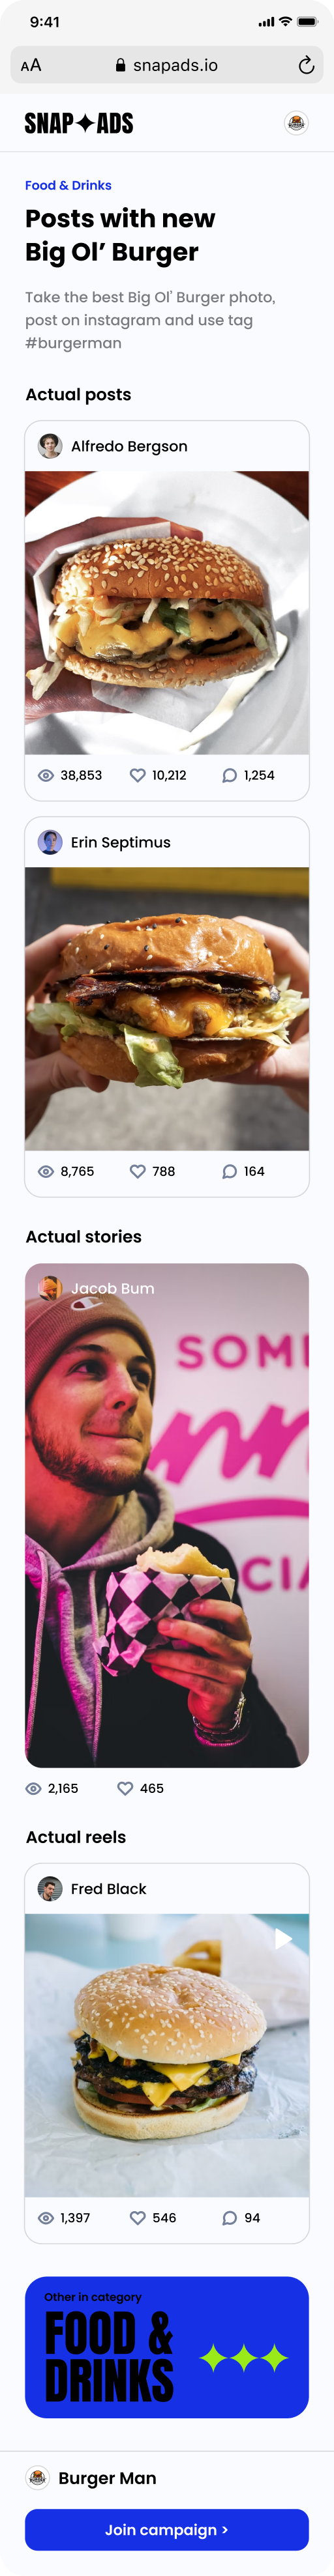 9:41
AA
snapads.io
SNAP✦ADS
Food & Drinks
Posts with new
Big Ol’ Burger
Take the best Big Ol’ Burger photo,
post on instagram and use tag
#burgerman
Actual posts
Alfredo Bergson
38,853 10,212 1,254
Erin Septimus
8,765 788 164
Actual stories
Jacob Bum
SOM
CIA
2,165 465
Actual reels
Fred Black
1,397 546 94
Other in category
FOOD &
DRINKS
Burger Man
Join campaign >